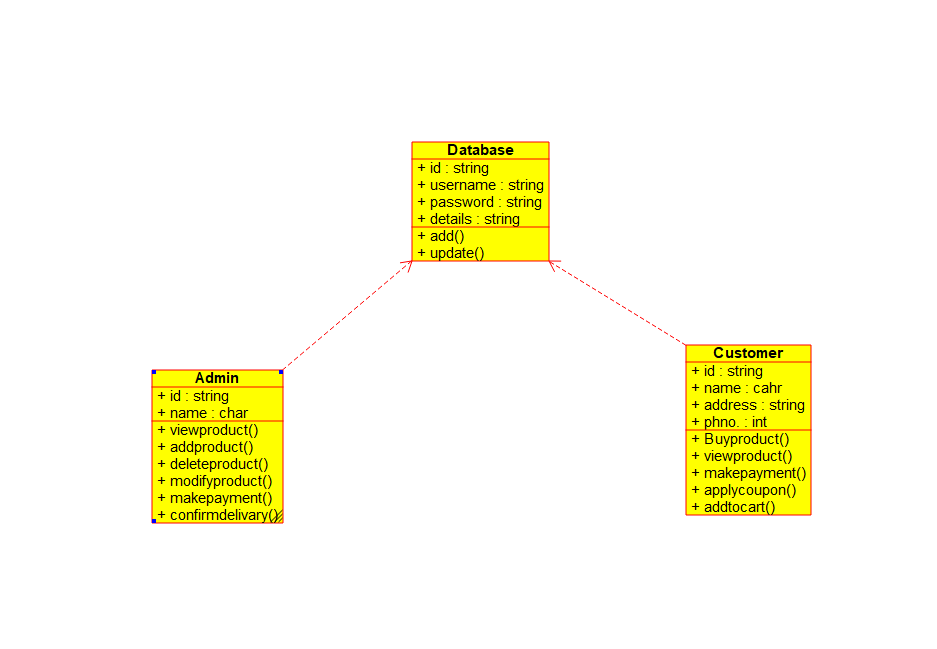 Database
+ id : string
+ username : string
+ password : string
+ details : string
+ add()
+ update()
Admin
+ id : string
+ name : char
+ viewproduct()
+ addproduct()
+ deleteproduct()
+ modifyproduct()
+ makepayment()
+ confirmdelivary()
Customer
+ id : string
+ name : cahr
+ address : string
+ phno. : int
+ Buyproduct()
+ viewproduct()
+ makepayment()
+ applycoupon()
+ addtocart()